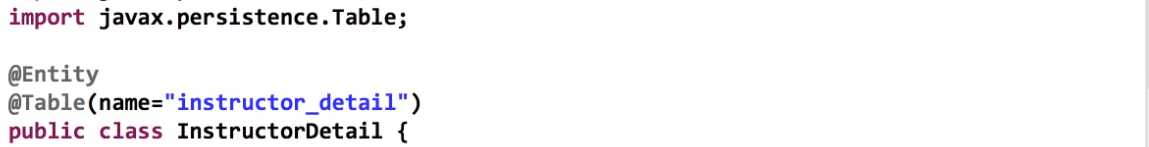 import javax.persistence.Table;
@Entity
@Table(name="instructor_detail")
public class InstructorDetail {